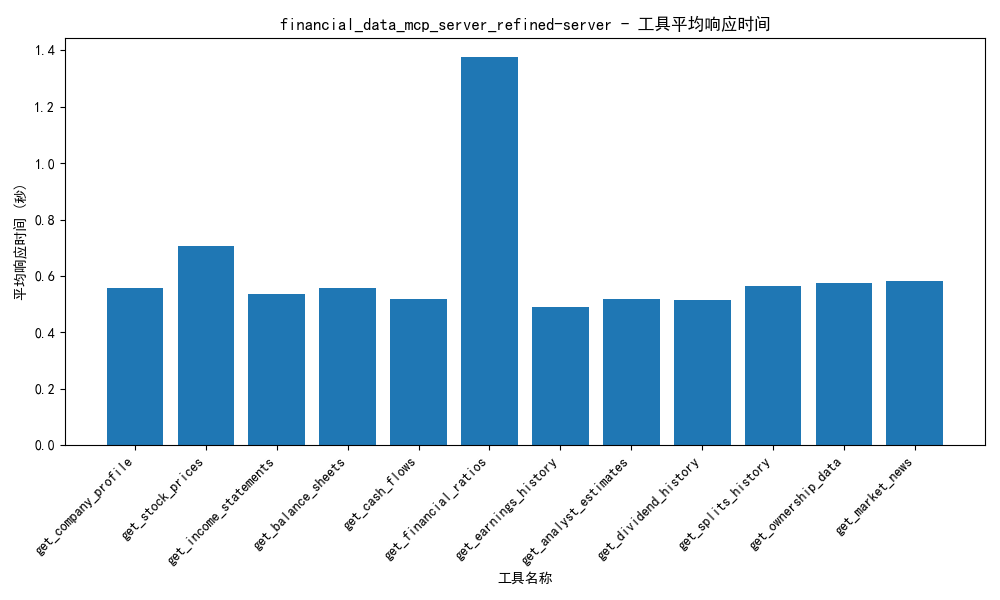 financial_data_mcp_server_refined-server - 工具平均响应时间
平均响应时间 (秒)
1.4
1.2
1.0
0.8
0.6
0.4
0.2
0.0
get_company_profile
get_stock_prices
get_income_statements
get_balance_sheets
get_cash_flows
get_financial_ratios
get_earnings_history
get_analyst_estimates
get_dividend_history
get_splits_history
get_ownership_data
get_market_news
工具名称